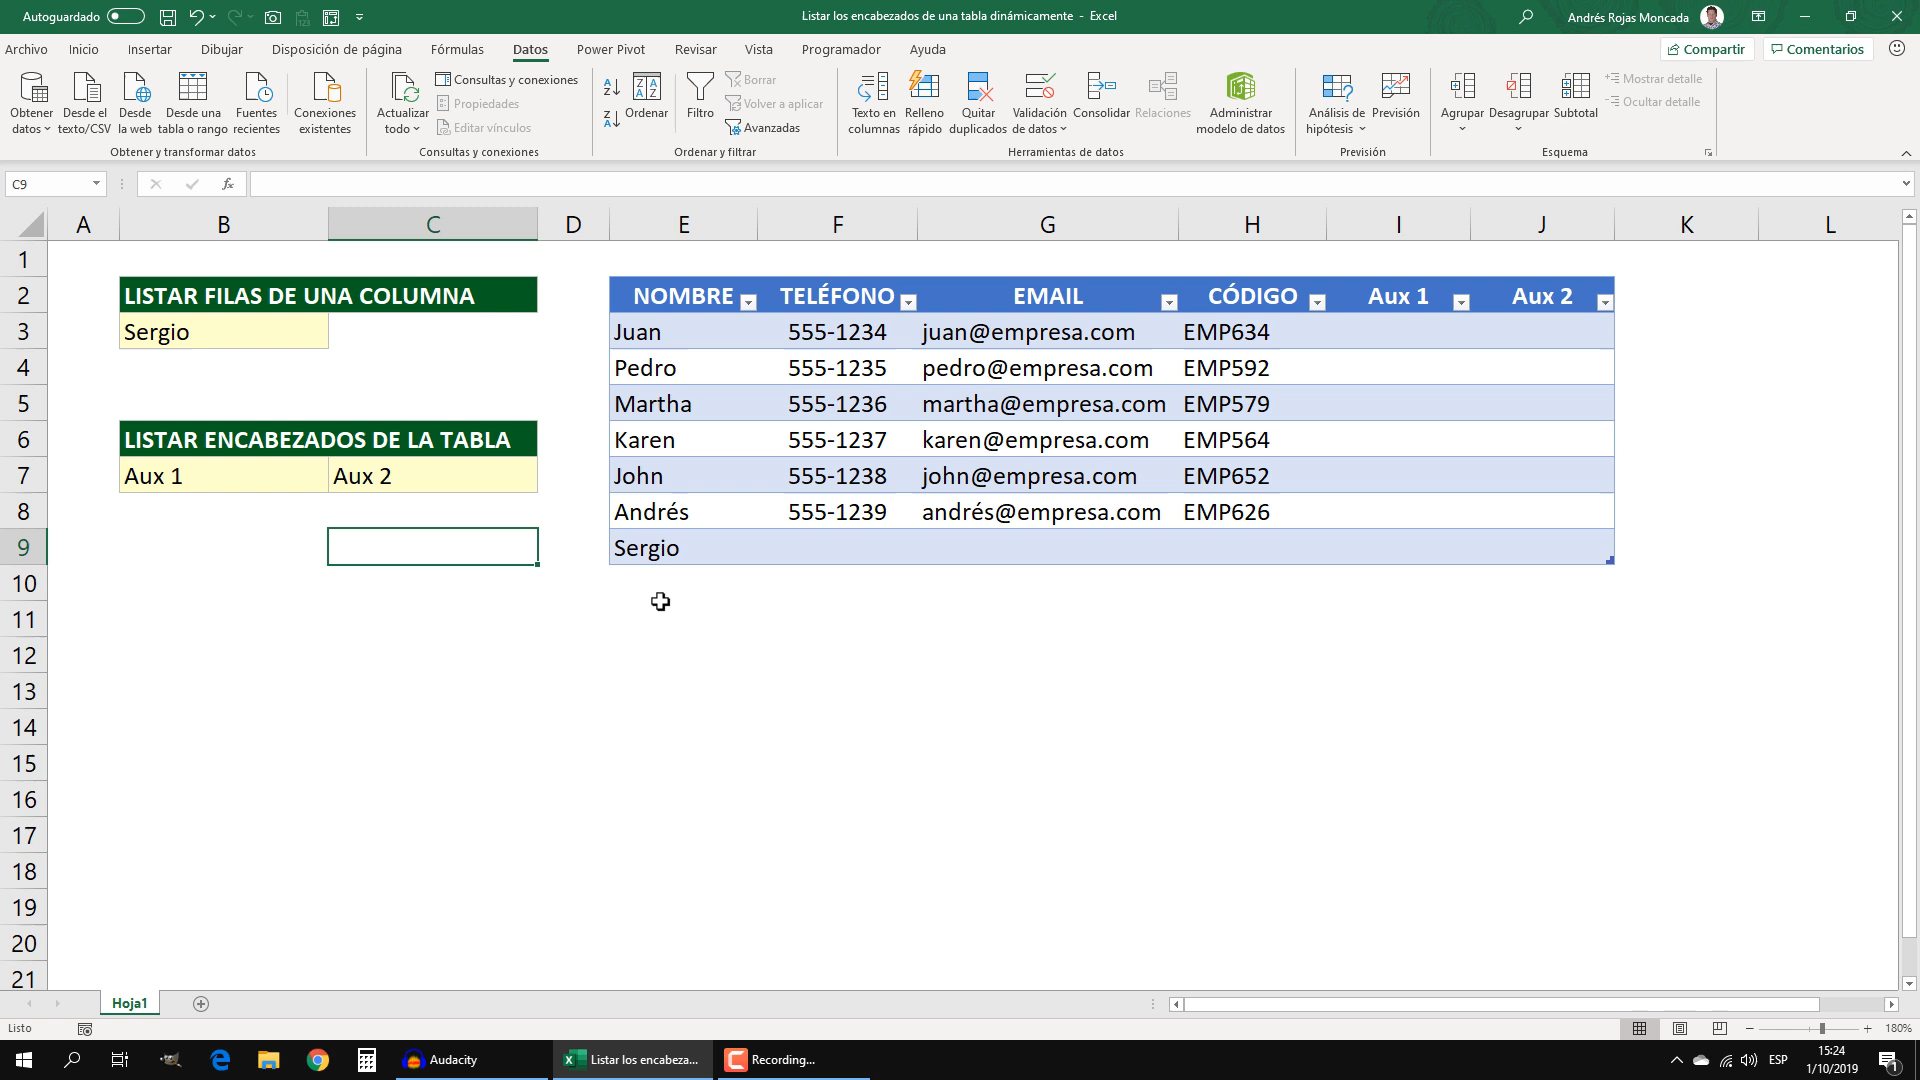 Autoguardado
Listar los encabezados de una tabla dinámicamente - Excel
Andrés Rojas Moncada
Archivo Inicio Insertar Dibujar Disposición de página Fórmulas Datos Power Pivot Revisar Vista Programador Ayuda
Compartir Comentarios
Obtener datos
Desde el texto/CSV
Desde la web
Desde una tabla o rango
Fuentes recientes
Conexiones existentes
Obtener y transformar datos
Actualizar todo
Consultas y conexiones
Propiedades
Editar vínculos
Consultas y conexiones
Ordenar
Filtro
Borrar
Volver a aplicar
Avanzadas
Ordenar y filtrar
Texto en columnas
Relleno rápido
Quitar duplicados
Validación de datos
Consolidar
Relaciones
Administrar modelo de datos
Herramientas de datos
Análisis de hipótesis
Previsión
Previsión
Agrupar
Desagrupar
Subtotal
Mostrar detalle
Ocultar detalle
Esquema
C9
fx
A B C D E F G H I J K L
1
2 LISTAR FILAS DE UNA COLUMNA NOMBRE TELÉFONO EMAIL CÓDIGO Aux 1 Aux 2
3 Sergio Juan 555-1234 juan@empresa.com EMP634
4 Pedro 555-1235 pedro@empresa.com EMP592
5 Martha 555-1236 martha@empresa.com EMP579
6 LISTAR ENCABEZADOS DE LA TABLA Karen 555-1237 karen@empresa.com EMP564
7 Aux 1 Aux 2 John 555-1238 john@empresa.com EMP652
8 Andrés 555-1239 andrés@empresa.com EMP626
9 Sergio
10
11
12
13
14
15
16
17
18
19
20
21
Hoja1
Listo
180%
Audacity
Listar los encabeza...
Recording...
ESP
15:24
1/10/2019
1